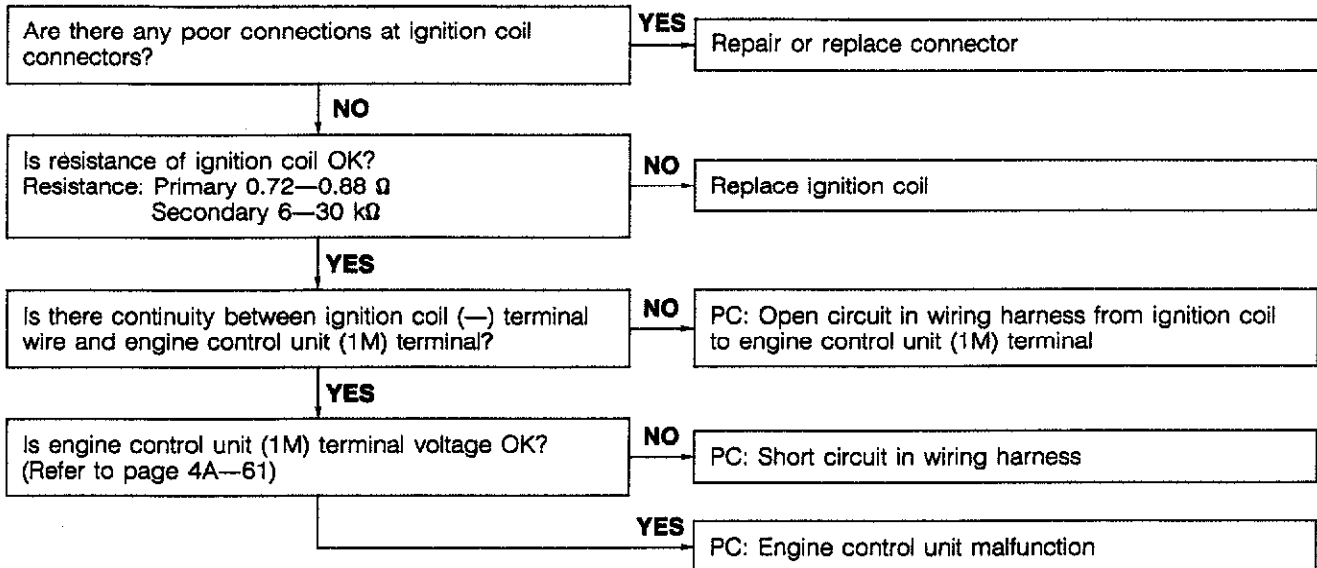 Are there any poor connections at ignition coil
connectors?
YES
Repair or replace connector
NO
Is resistance of ignition coil OK?
Resistance: Primary 0.72—0.88 Ω
Secondary 6—30 kΩ
NO
Replace ignition coil
YES
Is there continuity between ignition coil (—) terminal
wire and engine control unit (1M) terminal?
NO
PC: Open circuit in wiring harness from ignition coil
to engine control unit (1M) terminal
YES
Is engine control unit (1M) terminal voltage OK?
(Refer to page 4A—61)
NO
PC: Short circuit in wiring harness
YES
PC: Engine control unit malfunction